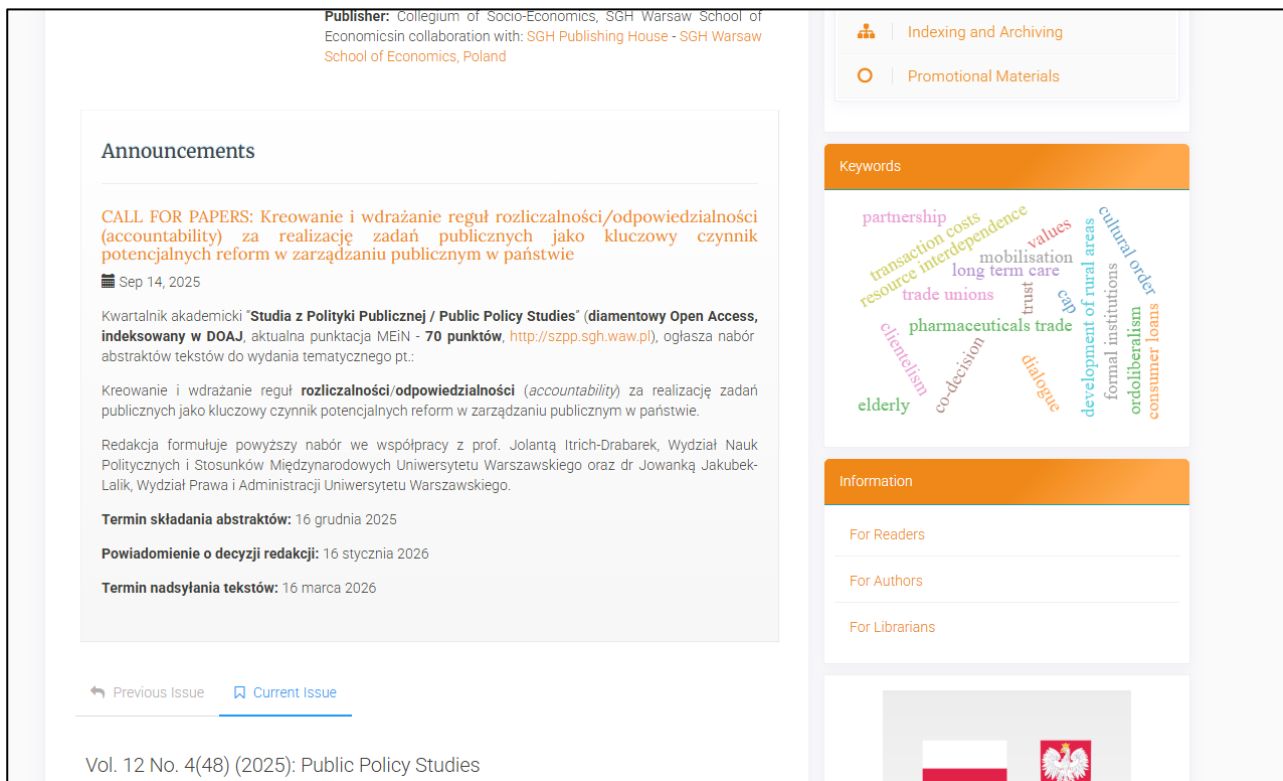 Publisher: Collegium of Socio-Economics, SGH Warsaw School of
Economicsin collaboration with: SGH Publishing House - SGH Warsaw
School of Economics, Poland
Announcements
CALL FOR PAPERS: Kreowanie i wdrażanie reguł rozliczalności/odpowiedzialności
(accountability) za realizację zadań publicznych jako kluczowy czynnik
potencjalnych reform w zarządzaniu publicznym w państwie
Sep 14, 2025
Kwartalnik akademicki "Studia z Polityki Publicznej / Public Policy Studies" (diamentowy Open Access,
indeksowany w DOAJ, aktualna punktacja MEiN - 70 punktów, http://szpp.sgh.waw.pl), ogłasza nabór
abstraktów tekstów do wydania tematycznego pt.:
Kreowanie i wdrażanie reguł rozliczalności/odpowiedzialności (accountability) za realizację zadań
publicznych jako kluczowy czynnik potencjalnych reform w zarządzaniu publicznym w państwie.
Redakcja formułuje powyższy nabór we współpracy z prof. Jolantą Itrich-Drabarek, Wydział Nauk
Politycznych i Stosunków Międzynarodowych Uniwersytetu Warszawskiego oraz dr Jowanką Jakubek-
Lalik, Wydział Prawa i Administracji Uniwersytetu Warszawskiego.
Termin składania abstraktów: 16 grudnia 2025
Powiadomienie o decyzji redakcji: 16 stycznia 2026
Termin nadsyłania tekstów: 16 marca 2026
Previous Issue
Current Issue
Vol. 12 No. 4(48) (2025): Public Policy Studies
Indexing and Archiving
Promotional Materials
Keywords
partnership
transaction costs
resource interdependence
values
cultural order
mobilisation
long term care
trade unions
trust
cap
development of rural areas
formal institutions
pharmaceuticals trade
clientelism
co-decision
dialogue
ordoliberalism
consumer loans
elderly
Information
For Readers
For Authors
For Librarians